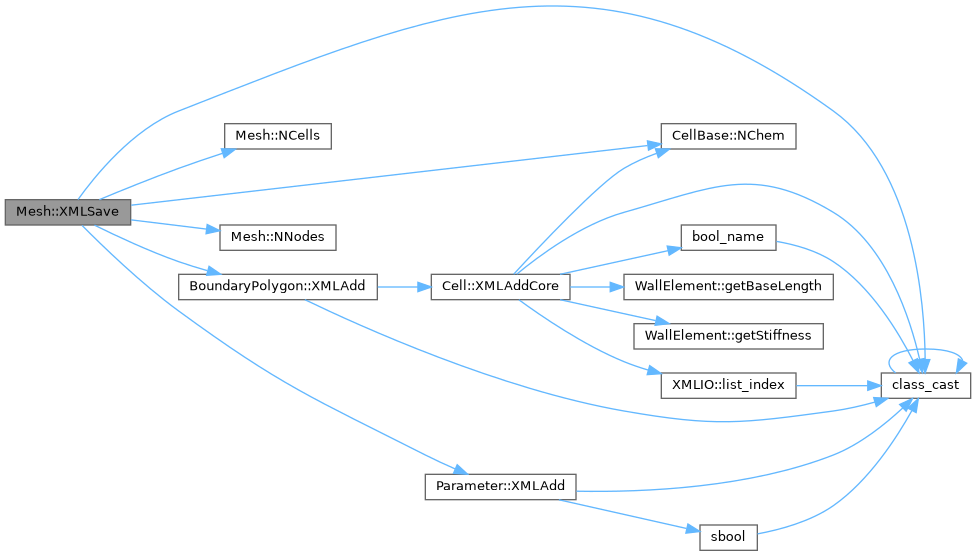 Mesh::NCells
CellBase::NChem
Mesh::XMLSave
Mesh::NNodes
bool_name
BoundaryPolygon::XMLAdd
Cell::XMLAddCore
WallElement::getBaseLength
WallElement::getStiffness
XMLIO::list_index
class_cast
Parameter::XMLAdd
sbool